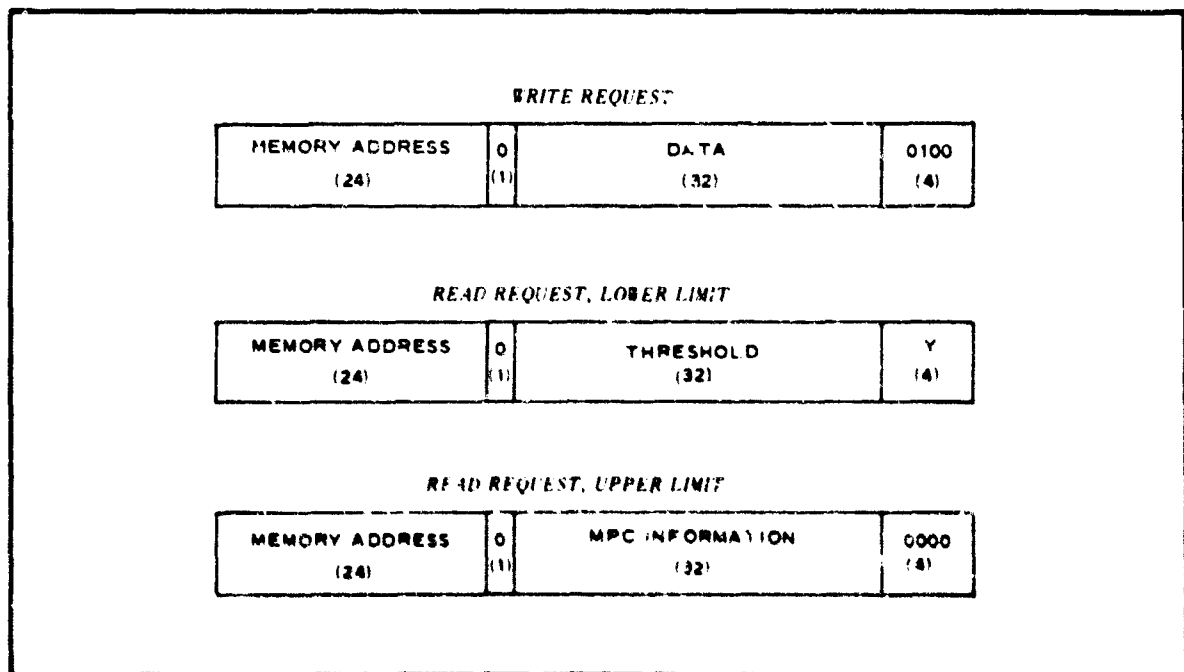 WRITE REQUEST
MEMORY ADDRESS 0 DATA 0100
(24) (1) (32) (4)
READ REQUEST, LOWER LIMIT
MEMORY ADDRESS 0 THRESHOLD Y
(24) (1) (32) (4)
READ REQUEST, UPPER LIMIT
MEMORY ADDRESS 0 MPC INFORMATION 0000
(24) (1) (32) (4)